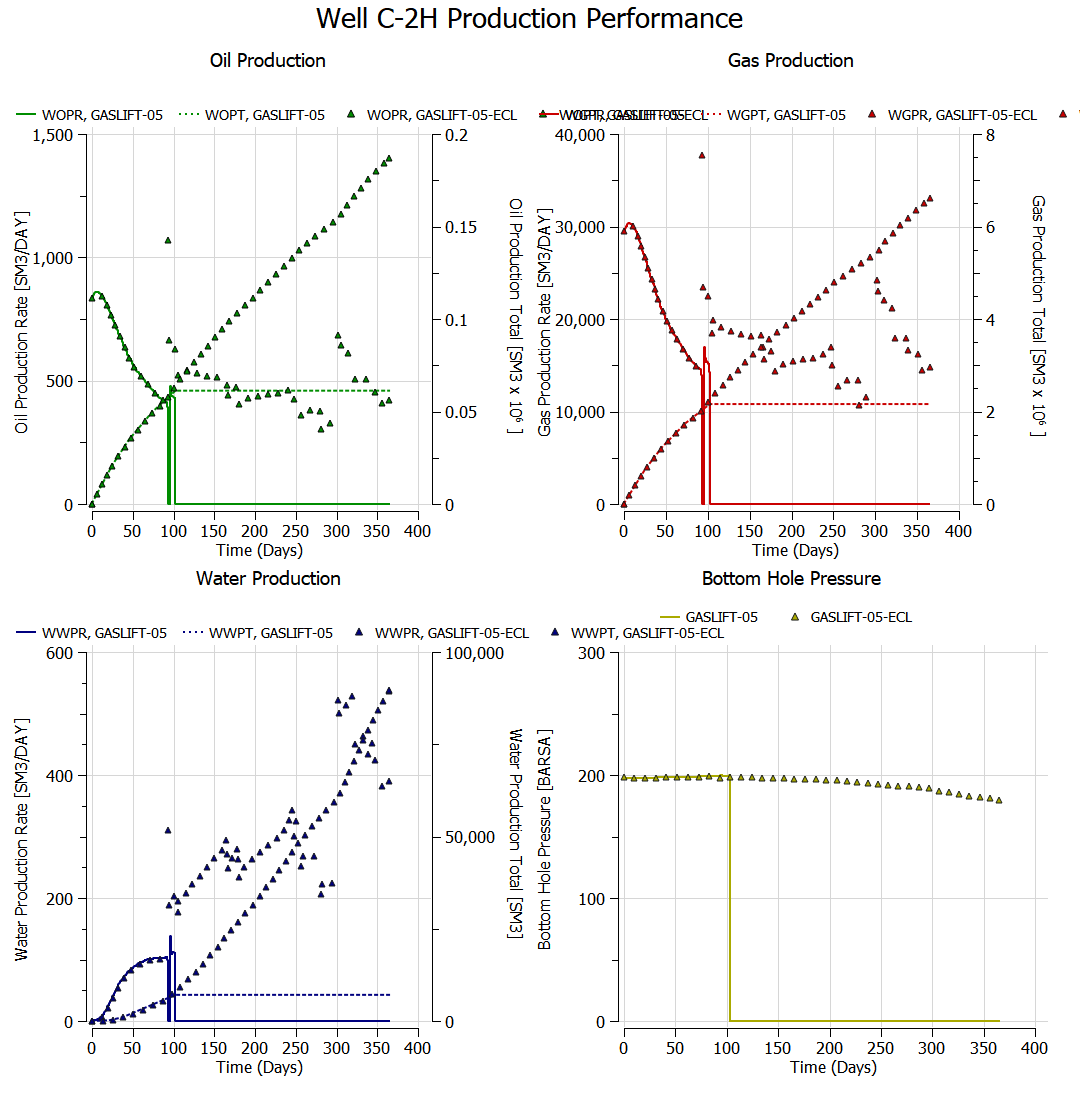 Well C-2H Production Performance
Oil Production
WOPR, GASLIFT-05 WOPT, GASLIFT-05 WOPR, GASLIFT-05-ECL WOPT, GASLIFT-05-ECL
1,500 0.2
0.15
1,000
0.1
500
0.05
0 0
0 50 100 150 200 250 300 350 400
Time (Days)
Oil Production Rate [SM3/DAY]
Oil Production Total [SM3 x 10⁶ ]
Gas Production
WGPR, GASLIFT-05 WGPT, GASLIFT-05 WGPR, GASLIFT-05-ECL
40,000 8
30,000 6
20,000 4
10,000 2
0 0
0 50 100 150 200 250 300 350 400
Time (Days)
Gas Production Rate [SM3/DAY]
Gas Production Total [SM3 x 10⁶ ]
Water Production
WWPR, GASLIFT-05 WWPT, GASLIFT-05 WWPR, GASLIFT-05-ECL WWPT, GASLIFT-05-ECL
600 100,000
400
50,000
200
0 0
0 50 100 150 200 250 300 350 400
Time (Days)
Water Production Rate [SM3/DAY]
Water Production Total [SM3]
Bottom Hole Pressure
GASLIFT-05 GASLIFT-05-ECL
300
200
100
0
0 50 100 150 200 250 300 350 400
Time (Days)
Bottom Hole Pressure [BARSA]